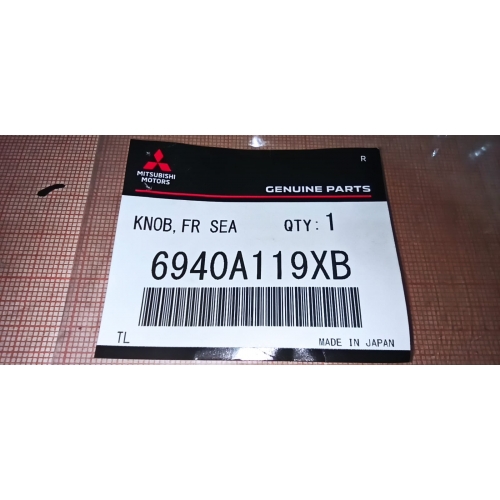 R
MITSUBISHI
MOTORS
GENUINE PARTS
KNOB, FR SEA QTY: 1
6940A119XB
TL
MADE IN JAPAN